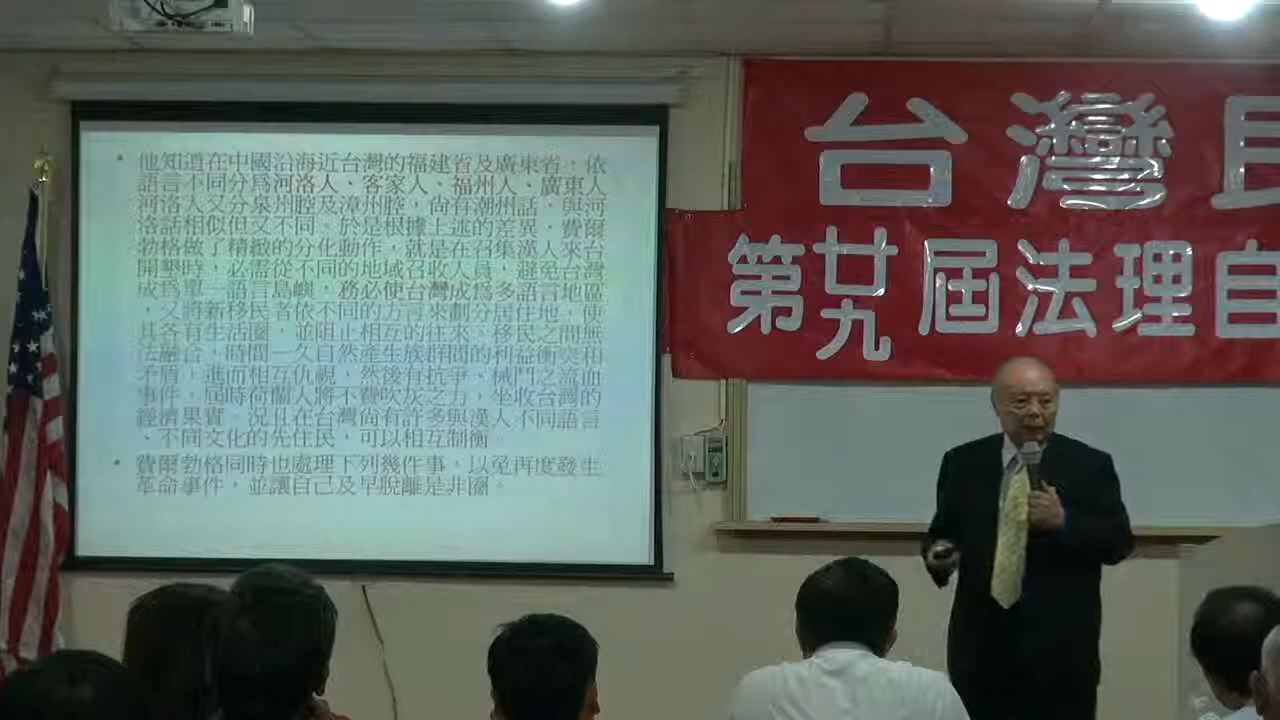 他知道在中國沿海近台灣的福建省及廣東省，依
語言不同分為河洛人、客家人、福州人、廣東人
河洛人又分泉州腔及漳州腔，尚有潮州話，與河
洛話相似但又不同、於是根據上述的差異，費爾
勃格做了精緻的分化動作，就是在召集漢人來台
開墾時，必需從不同的地域召收人員，避免台灣
成為單一語言島嶼，務必使台灣成為多語言地區
，又將新移民者依不同的方言规劃分居住地，使
其各有生活圈，並阻止相互的往來，移民之間無
法融合，時間一久自然產生族群間的利益衝突相
矛盾，進而相互仇視，然後有抗爭、械鬥之流血
事件，屆時荷蘭人將不費吹灰之力，坐收台灣的
經濟果實。況且在台灣尚有許多與漢人不同語言
、不同文化的先住民，可以相互制衡。
費爾勃格同時也處理下列幾件事，以免再度發生
革命事件，並讓自己及早脫離是非圈。
台灣
第廿九屆法理自